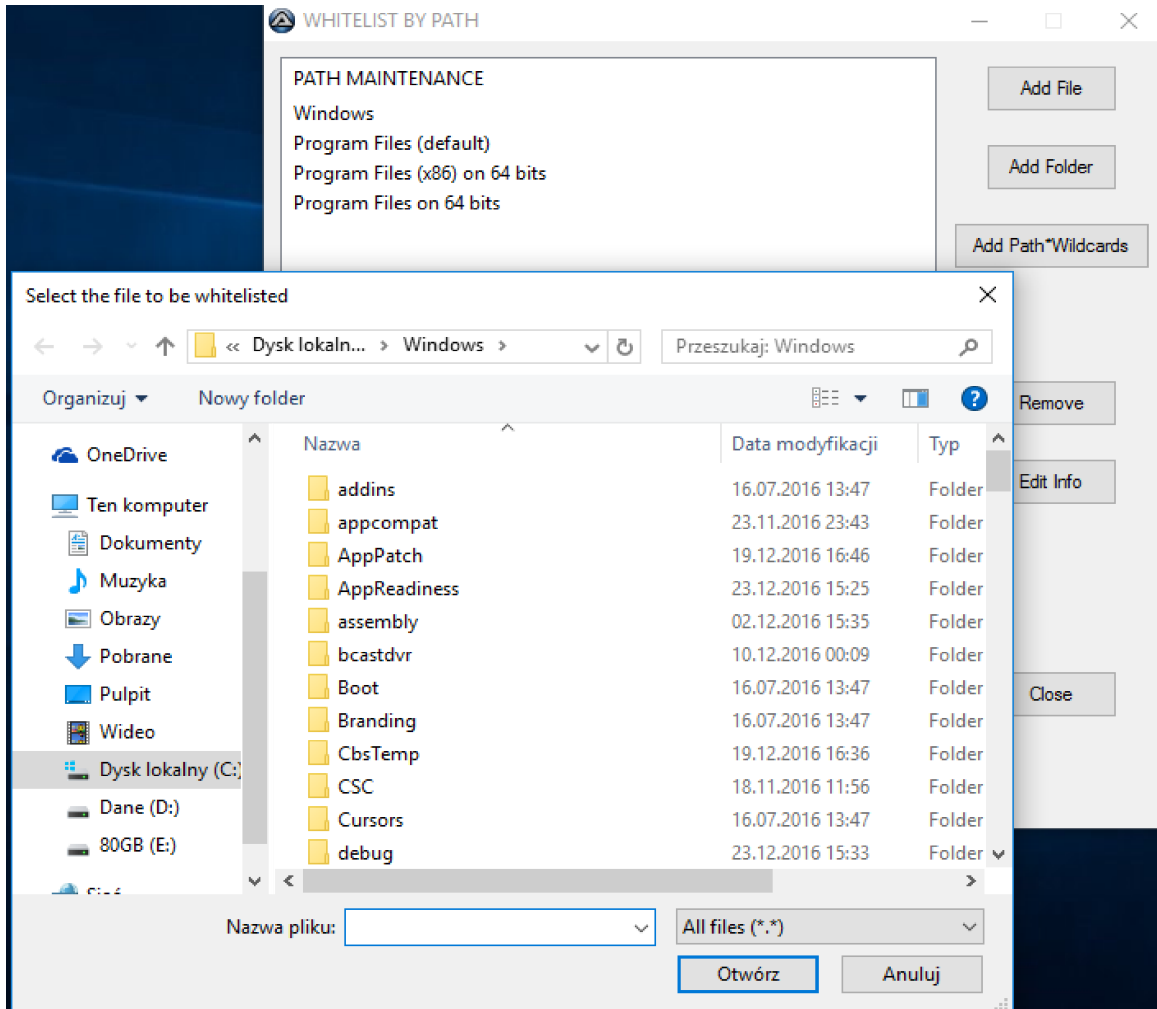 WHITELIST BY PATH
PATH MAINTENANCE
Windows
Program Files (default)
Program Files (x86) on 64 bits
Program Files on 64 bits
Add File
Add Folder
Add Path*Wildcards
Remove
Edit Info
Close
Select the file to be whitelisted
« Dysk lokaln... > Windows >
Przeszukaj: Windows
Organizuj
Nowy folder
?
OneDrive
Ten komputer
Dokumenty
Muzyka
Obrazy
Pobrane
Pulpit
Wideo
Dysk lokalny (C:)
Dane (D:)
80GB (E:)
Nazwa Data modyfikacji Typ
addins 16.07.2016 13:47 Folder
appcompat 23.11.2016 23:43 Folder
AppPatch 19.12.2016 16:46 Folder
AppReadiness 23.12.2016 15:25 Folder
assembly 02.12.2016 15:35 Folder
bcastdvr 10.12.2016 00:09 Folder
Boot 16.07.2016 13:47 Folder
Branding 16.07.2016 13:47 Folder
CbsTemp 19.12.2016 16:36 Folder
CSC 18.11.2016 11:56 Folder
Cursors 16.07.2016 13:47 Folder
debug 23.12.2016 15:33 Folder
Nazwa pliku:
All files (*.*)
Otwórz
Anuluj